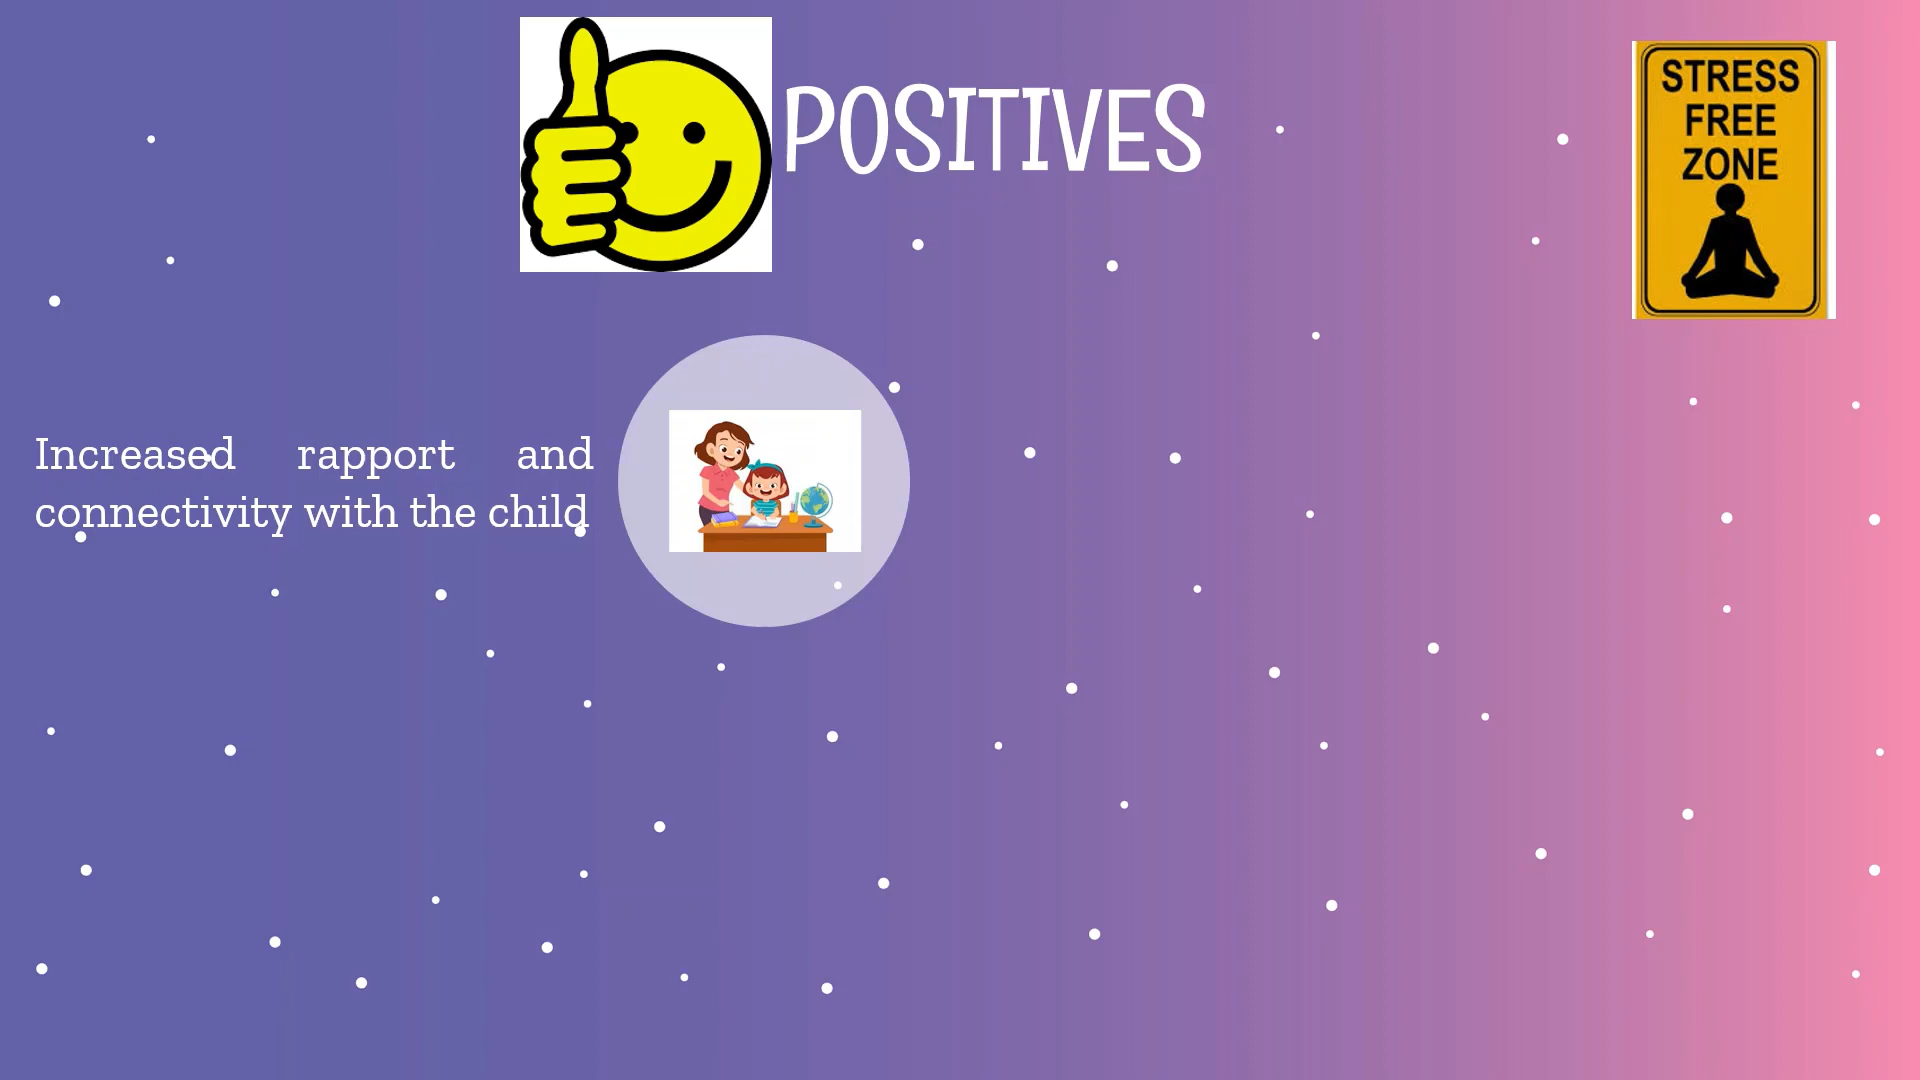 POSITIVES
STRESS
FREE
ZONE
Increased rapport and
connectivity with the child